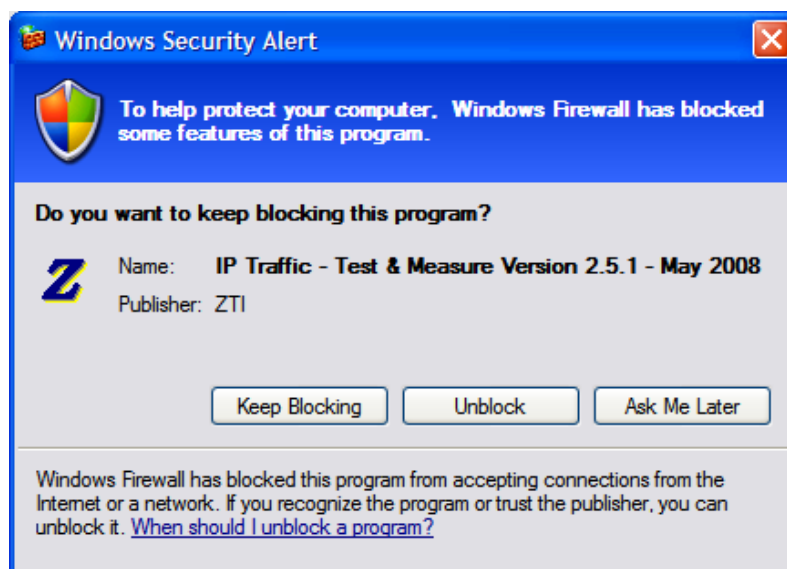 Windows Security Alert
To help protect your computer, Windows Firewall has blocked
some features of this program.
Do you want to keep blocking this program?
Z
Name: IP Traffic - Test & Measure Version 2.5.1 - May 2008
Publisher: ZTI
Keep Blocking Unblock Ask Me Later
Windows Firewall has blocked this program from accepting connections from the
Internet or a network. If you recognize the program or trust the publisher, you can
unblock it. When should I unblock a program?